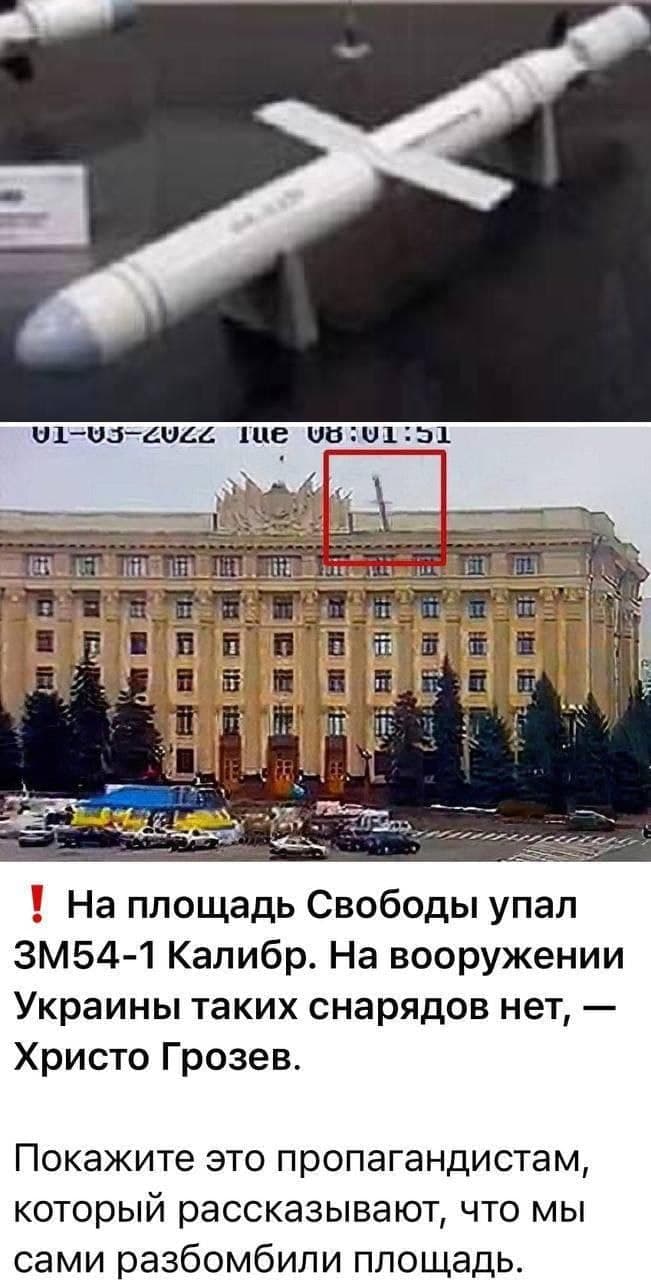 01-03-2022 Tue 08:01:51
❗ На площадь Свободы упал
3М54-1 Калибр. На вооружении
Украины таких снарядов нет, —
Христо Грозев.
Покажите это пропагандистам,
который рассказывают, что мы
сами разбомбили площадь.